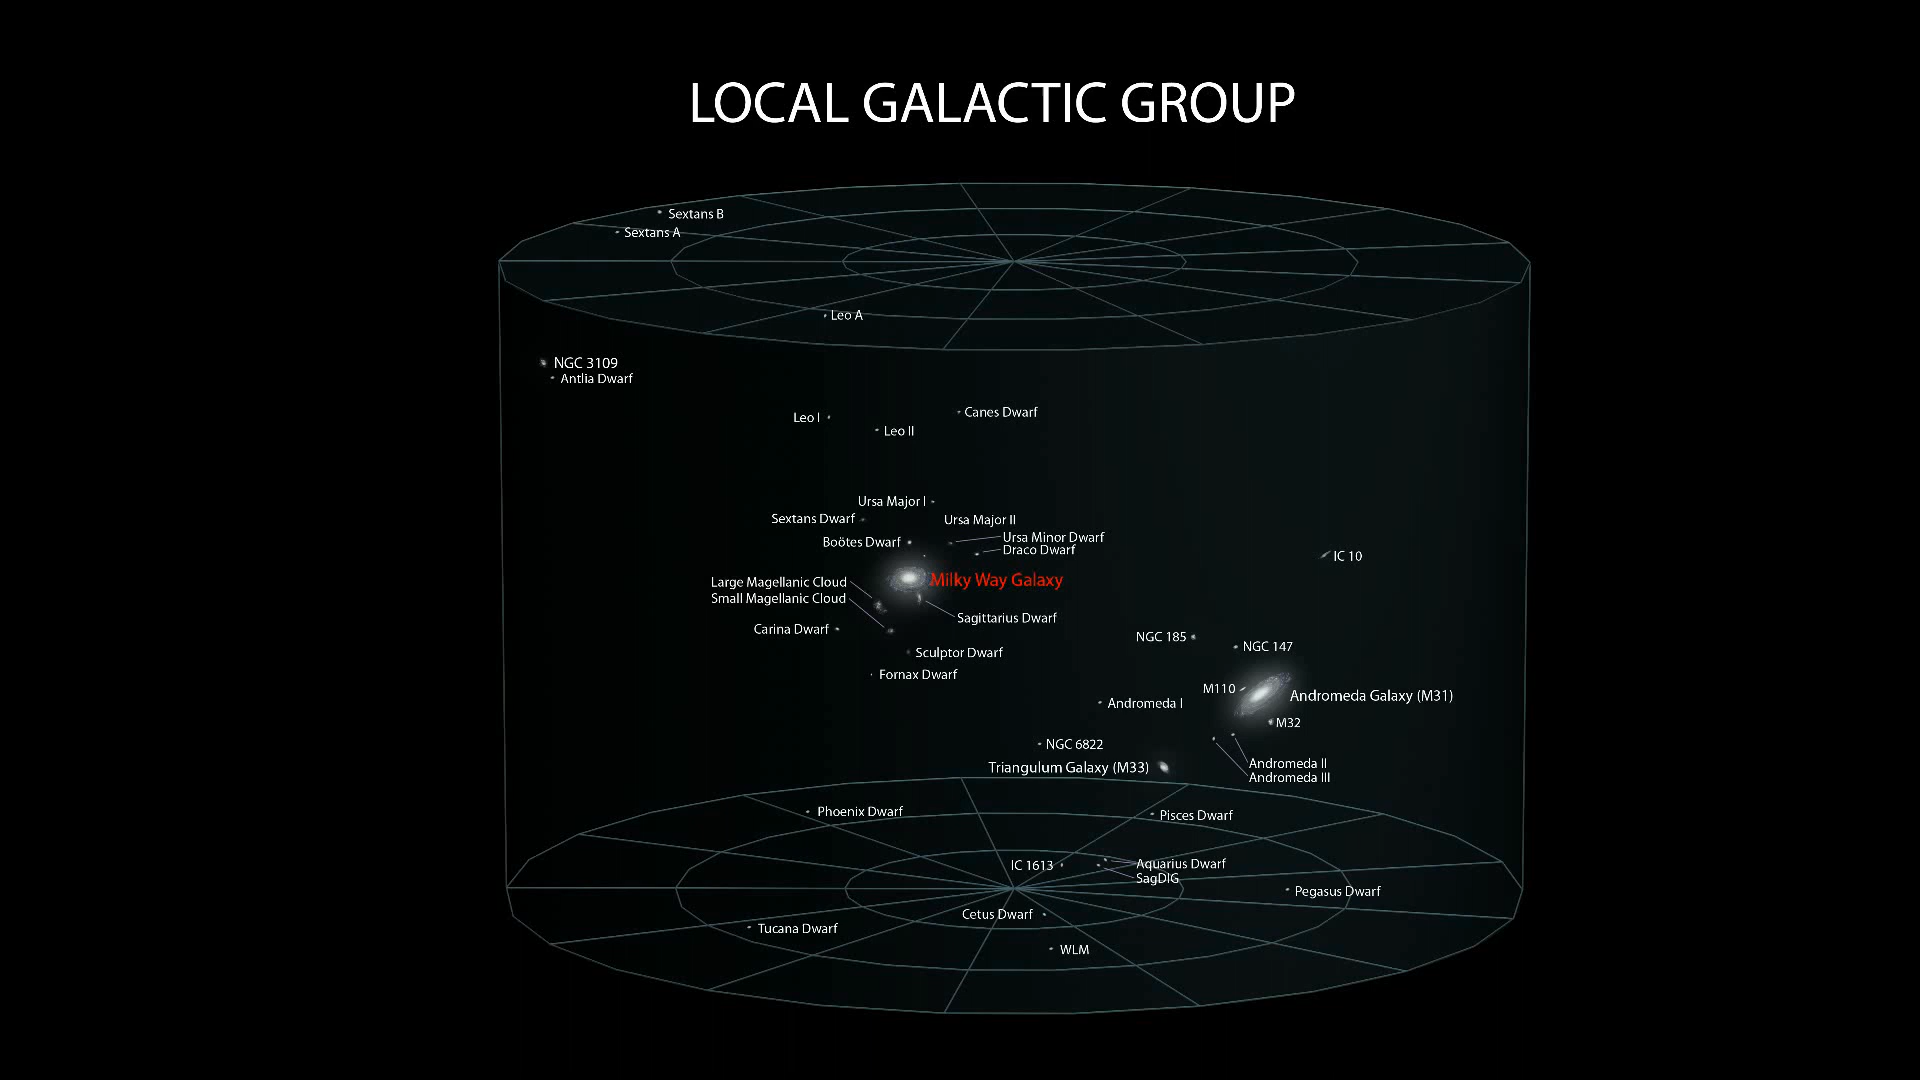 LOCAL GALACTIC GROUP
Sextans B
Sextans A
Leo A
NGC 3109
Antlia Dwarf
Canes Dwarf
Leo I
Leo II
Ursa Major I
Sextans Dwarf
Ursa Major II
Ursa Minor Dwarf
Boötes Dwarf
Draco Dwarf
IC 10
Milky Way Galaxy
Large Magellanic Cloud
Small Magellanic Cloud
Sagittarius Dwarf
Carina Dwarf
NGC 185
NGC 147
Sculptor Dwarf
Fornax Dwarf
M110
Andromeda Galaxy (M31)
Andromeda I
M32
NGC 6822
Andromeda II
Triangulum Galaxy (M33)
Andromeda III
Phoenix Dwarf
Pisces Dwarf
IC 1613
Aquarius Dwarf
SagDIG
Pegasus Dwarf
Cetus Dwarf
Tucana Dwarf
WLM